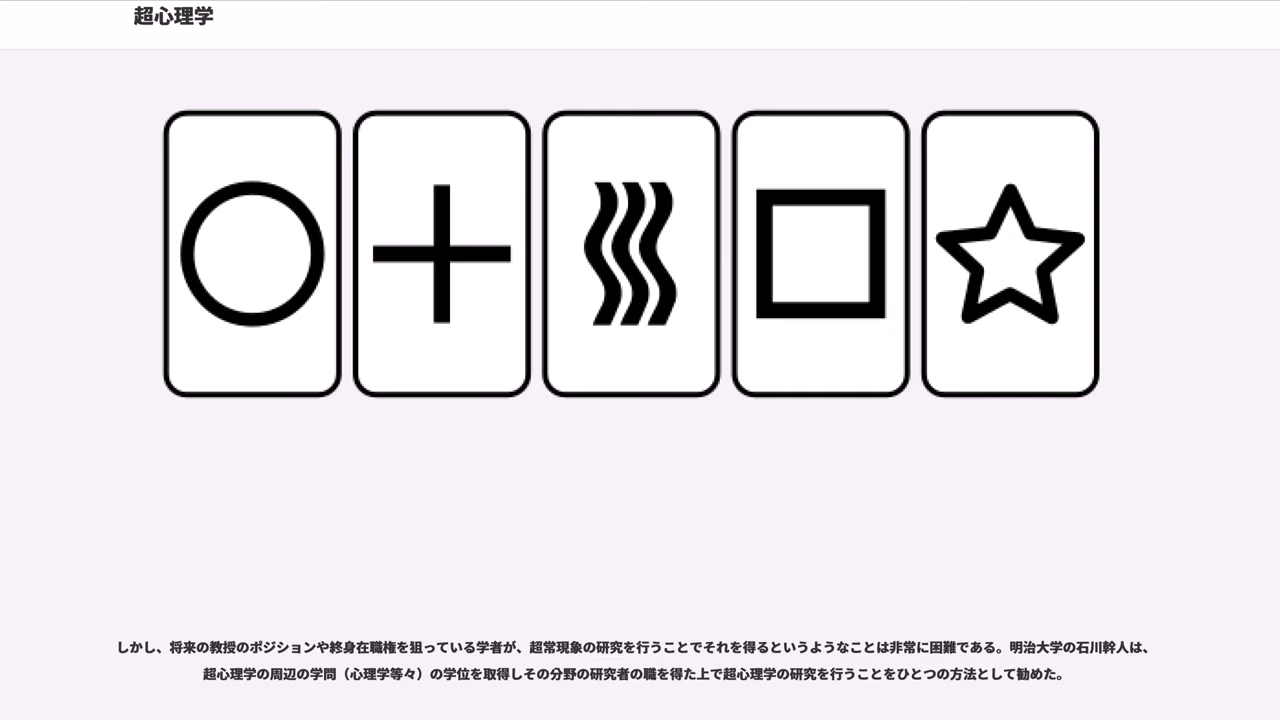 超心理学
しかし、将来の教授のポジションや終身在職権を狙っている学者が、超常現象の研究を行うことでそれを得るというようなことは非常に困難である。明治大学の石川幹人は、
超心理学の周辺の学問（心理学等々）の学位を取得しその分野の研究者の職を得た上で超心理学の研究を行うことをひとつの方法として勧めた。